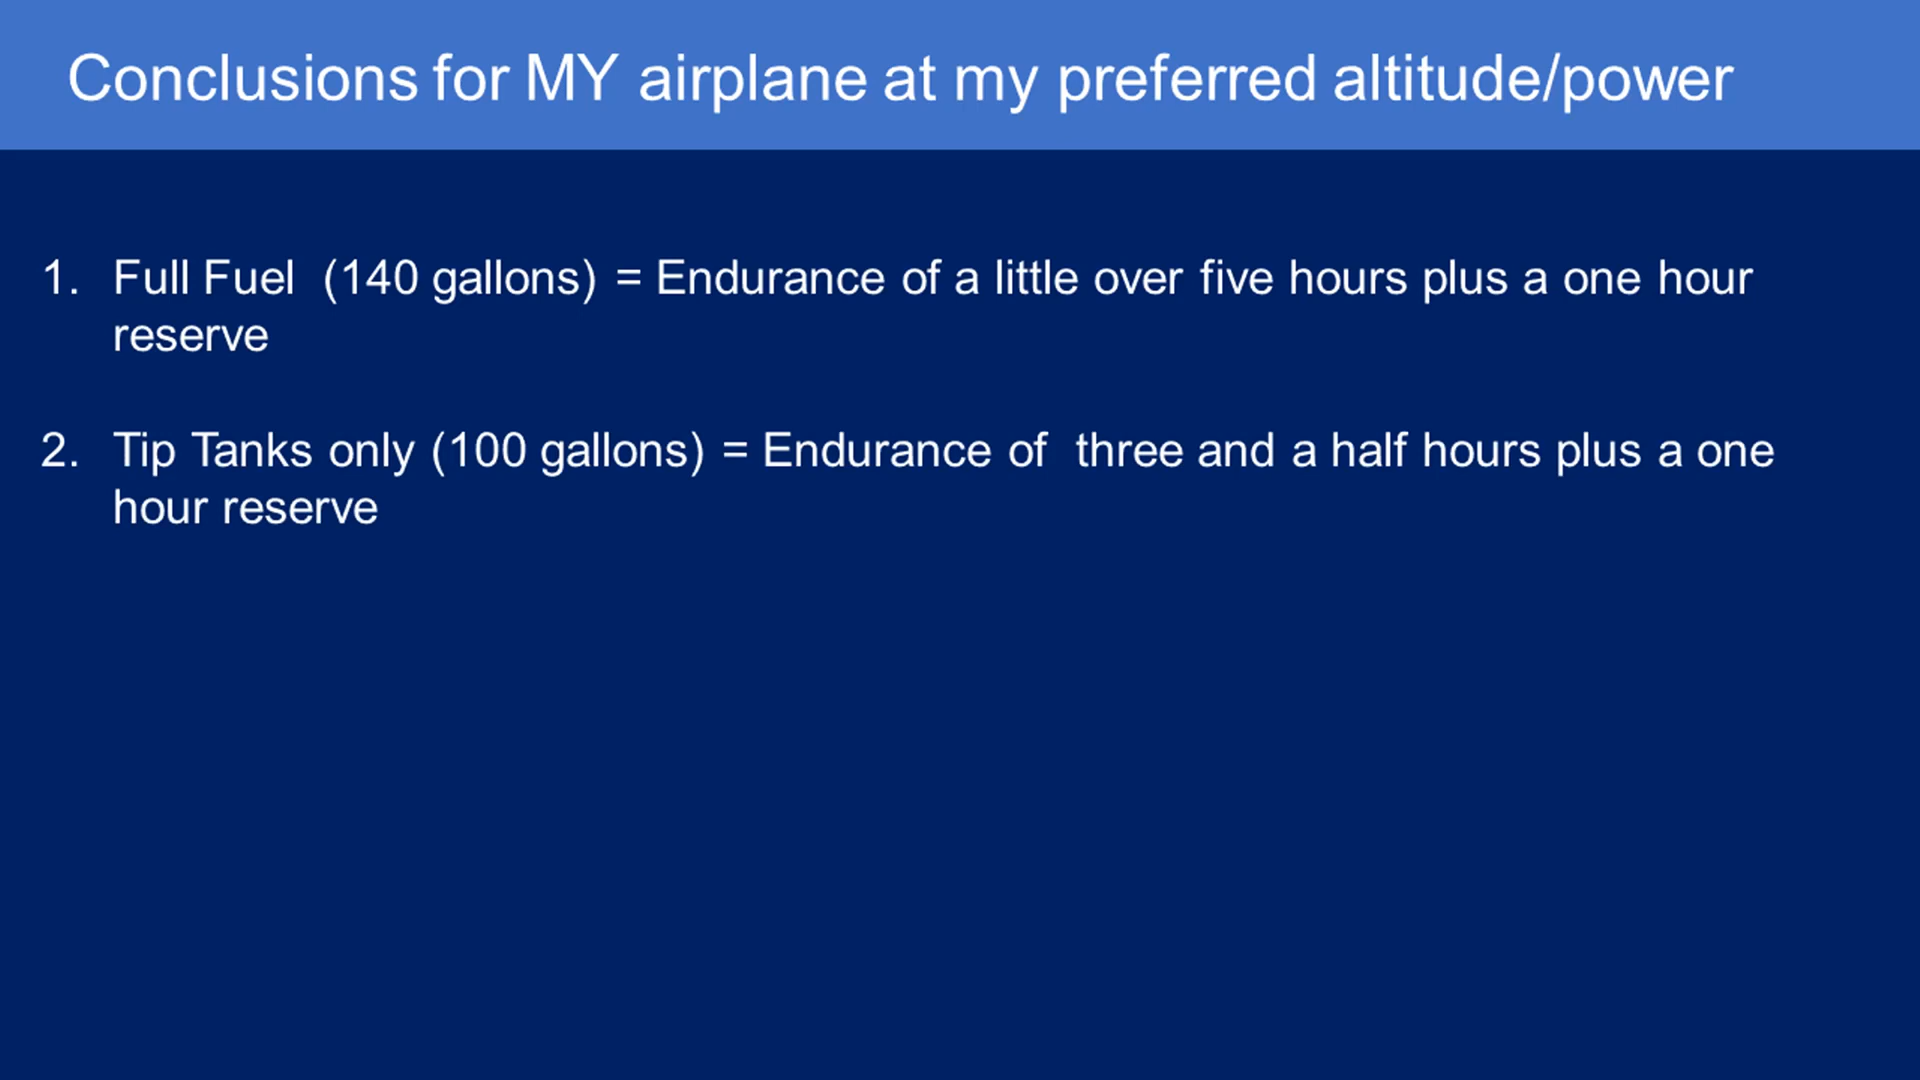 Conclusions for MY airplane at my preferred altitude/power
1. Full Fuel (140 gallons) = Endurance of a little over five hours plus a one hour
reserve
2. Tip Tanks only (100 gallons) = Endurance of three and a half hours plus a one
hour reserve